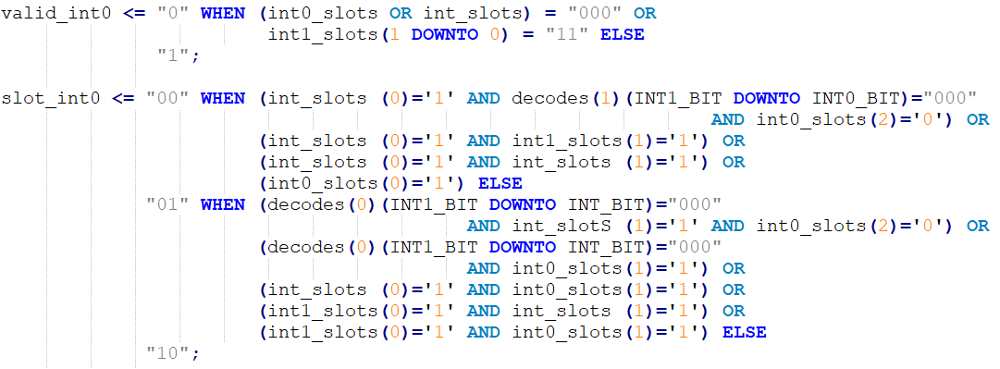 valid_int0 <= "0" WHEN (int0_slots OR int_slots) = "000" OR
int1_slots(1 DOWNTO 0) = "11" ELSE
"1";
slot_int0 <= "00" WHEN (int_slots (0)='1' AND decodes(1)(INT1_BIT DOWNTO INT0_BIT)="000"
AND int0_slots(2)='0') OR
(int_slots (0)='1' AND int1_slots(1)='1') OR
(int_slots (0)='1' AND int_slots (1)='1') OR
(int0_slots(0)='1') ELSE
"01" WHEN (decodes(0)(INT1_BIT DOWNTO INT_BIT)="000"
AND int_slotS (1)='1' AND int0_slots(2)='0') OR
(decodes(0)(INT1_BIT DOWNTO INT_BIT)="000"
AND int0_slots(1)='1') OR
(int_slots (0)='1' AND int0_slots(1)='1') OR
(int1_slots(0)='1' AND int_slots (1)='1') OR
(int1_slots(0)='1' AND int0_slots(1)='1') ELSE
"10";